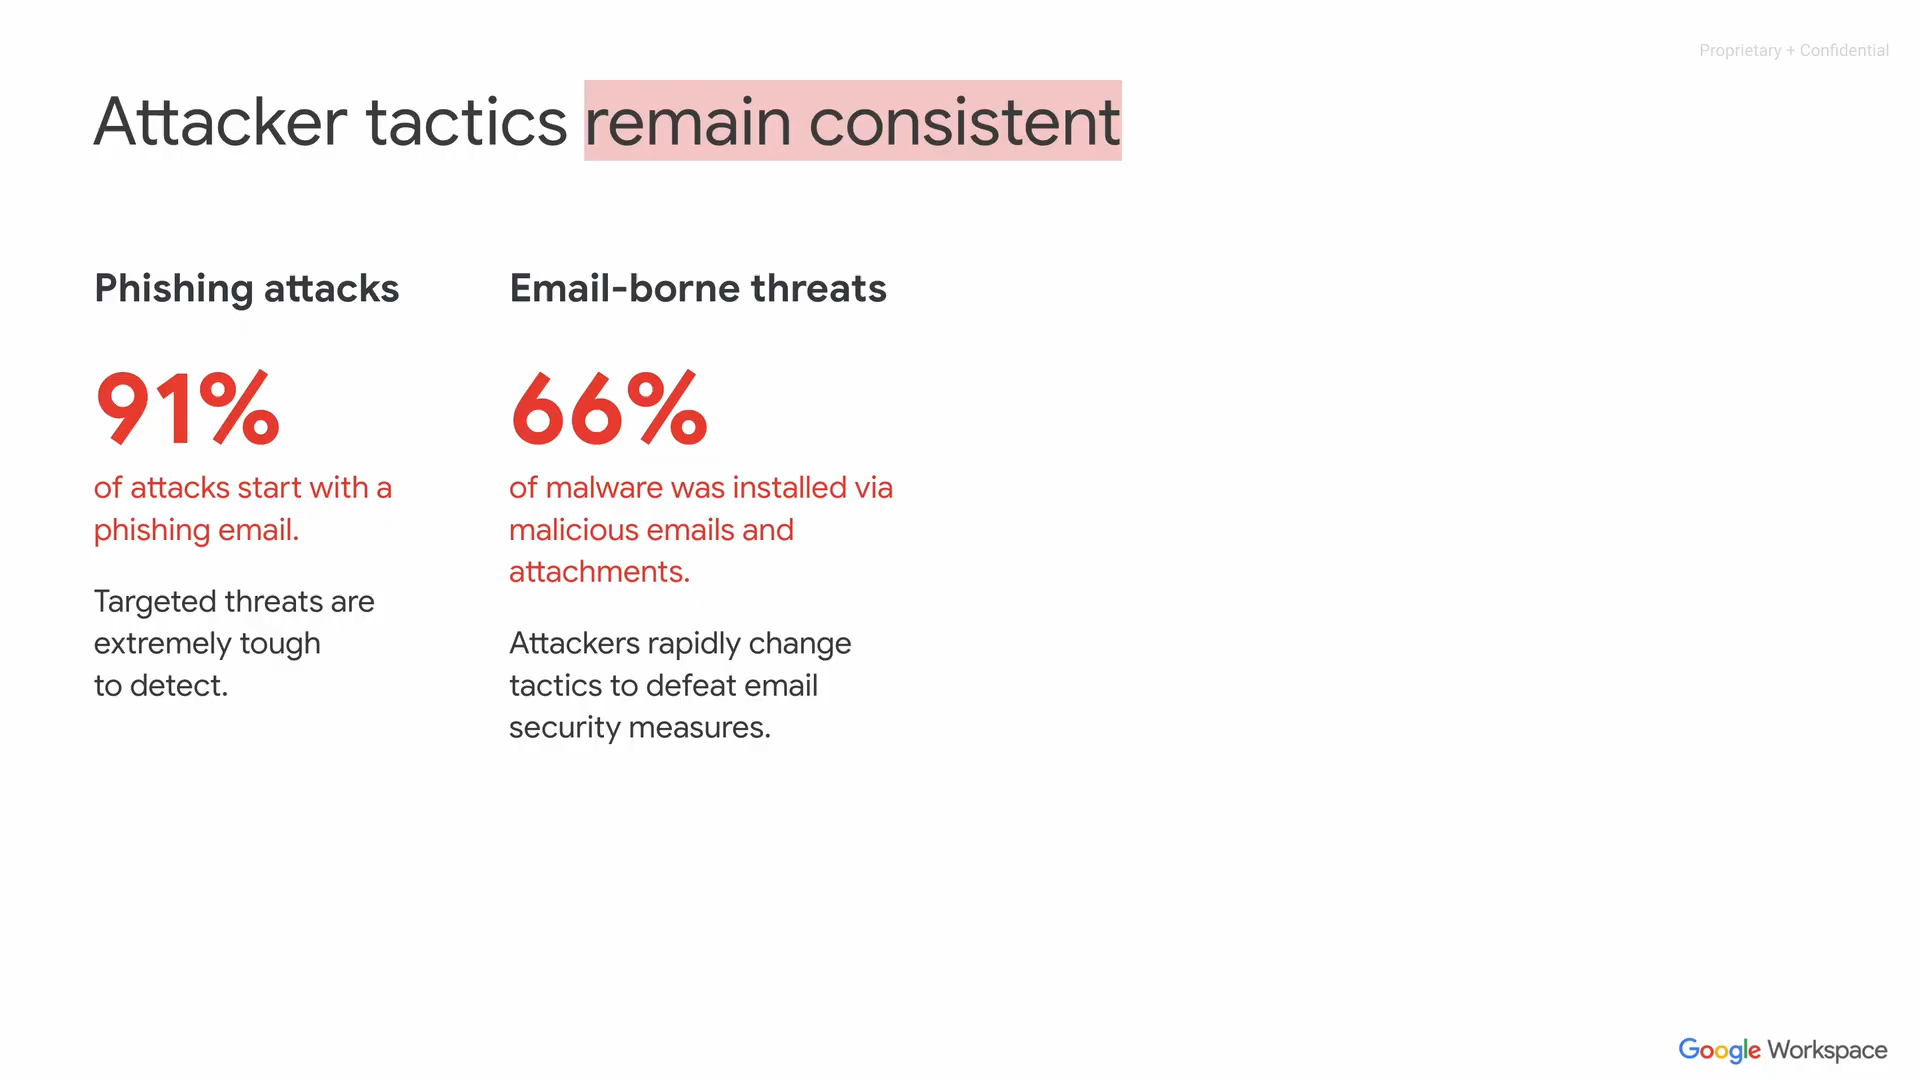 Proprietary + Confidential
Attacker tactics remain consistent
Phishing attacks
91%
of attacks start with a
phishing email.
Targeted threats are
extremely tough
to detect.
Email-borne threats
66%
of malware was installed via
malicious emails and
attachments.
Attackers rapidly change
tactics to defeat email
security measures.
Google Workspace